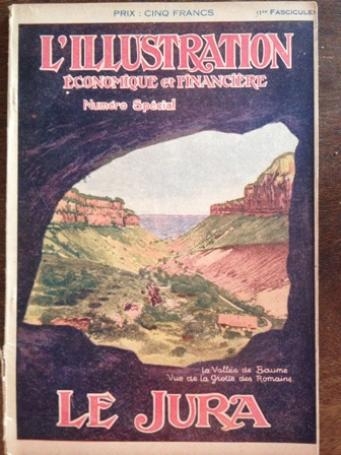 PRIX : CINQ FRANCS (1er FASCICULE)
L'ILLUSTRATION
ÉCONOMIQUE et FINANCIÈRE
Numéro Spécial
La Vallée de Baume
Vue de la Grotte des Romains
LE JURA